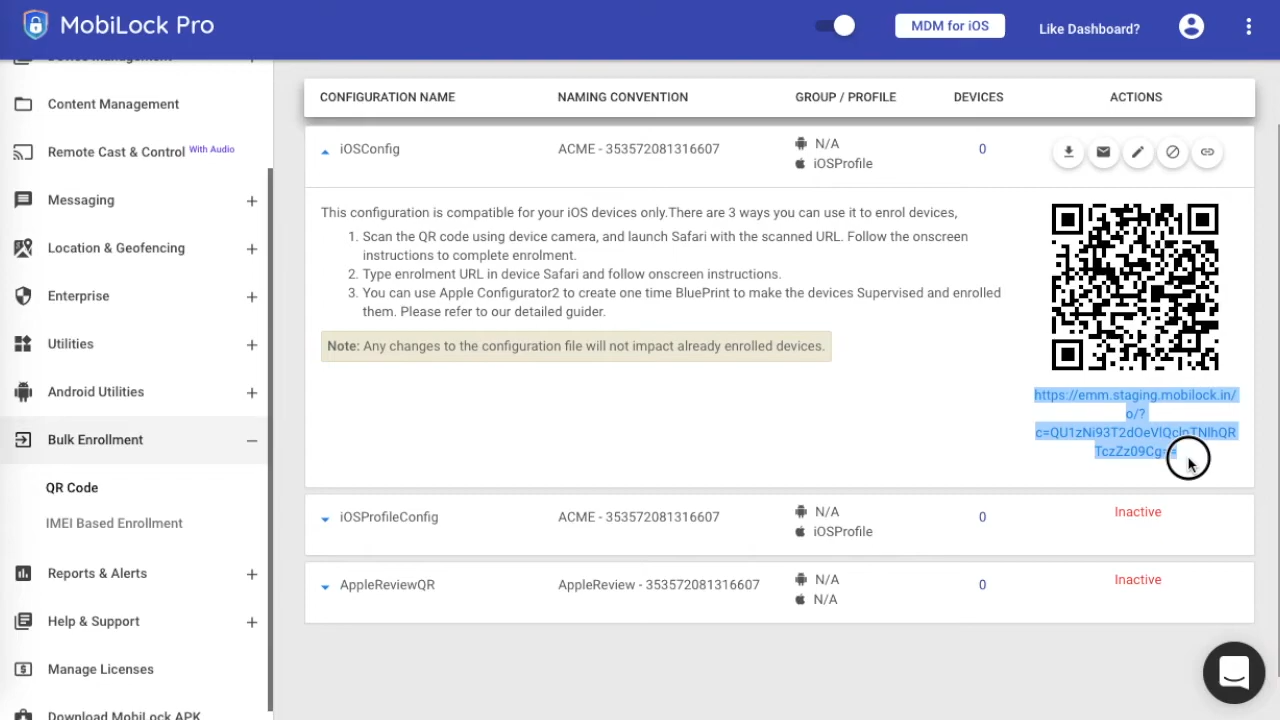 MobiLock Pro
MDM for iOS
Like Dashboard?
Device Management
Content Management
Remote Cast & Control With Audio
Messaging
Location & Geofencing
Enterprise
Utilities
Android Utilities
Bulk Enrollment
QR Code
IMEI Based Enrollment
Reports & Alerts
Help & Support
Manage Licenses
Download MobiLock APK
CONFIGURATION NAME NAMING CONVENTION GROUP / PROFILE DEVICES ACTIONS
iOSConfig ACME - 353572081316607 N/A 0
iOSProfile
This configuration is compatible for your iOS devices only.There are 3 ways you can use it to enrol devices,
1. Scan the QR code using device camera, and launch Safari with the scanned URL. Follow the onscreen
instructions to complete enrolment.
2. Type enrolment URL in device Safari and follow onscreen instructions.
3. You can use Apple Configurator2 to create one time BluePrint to make the devices Supervised and enrolled
them. Please refer to our detailed guider.
Note: Any changes to the configuration file will not impact already enrolled devices.
https://emm.staging.mobilock.in/
o/?
iOSProfileConfig ACME - 353572081316607 N/A 0 Inactive
iOSProfile
AppleReviewQR AppleReview - 353572081316607 N/A 0 Inactive
N/A